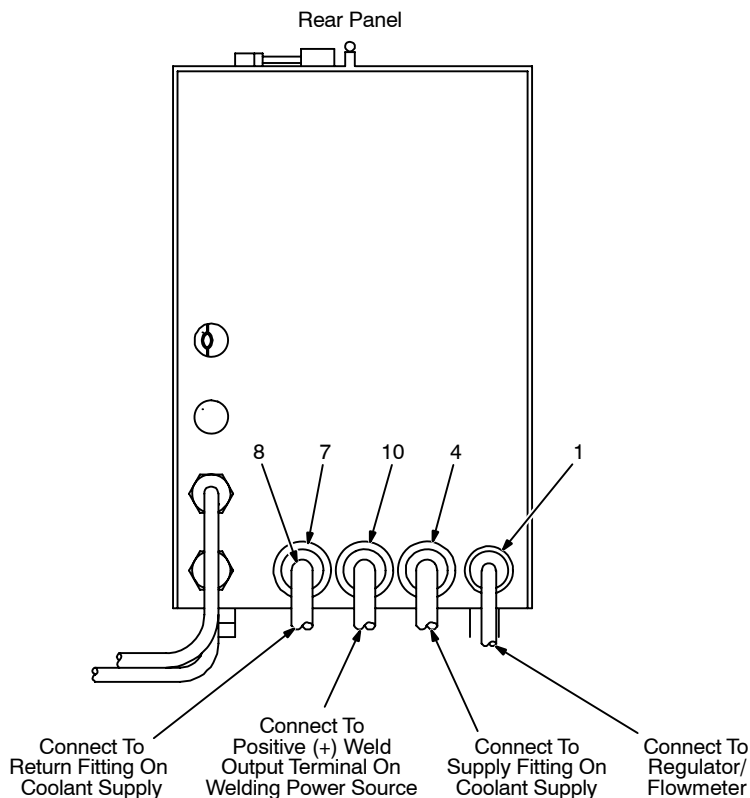 Rear Panel
8
7
10
4
1
Connect To
Return Fitting On
Coolant Supply
Connect To
Positive (+) Weld
Output Terminal On
Welding Power Source
Connect To
Supply Fitting On
Coolant Supply
Connect To
Regulator/
Flowmeter